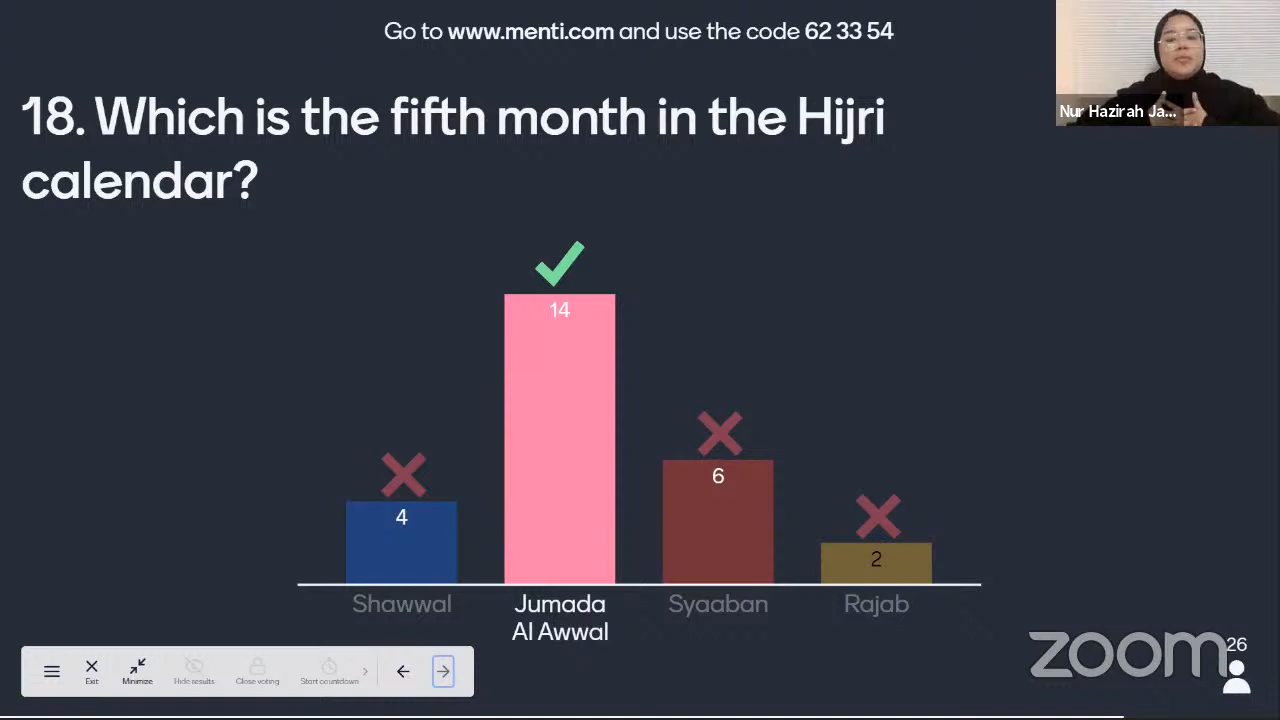 Go to www.menti.com and use the code 62 33 54
Nur Hazirah Ja...
18. Which is the fifth month in the Hijri
calendar?
14
6
4
2
Shawwal
Jumada
Al Awwal
Syaaban
Rajab
Exit
Minimize
Hide results
Close voting
Start countdown
zoom
26